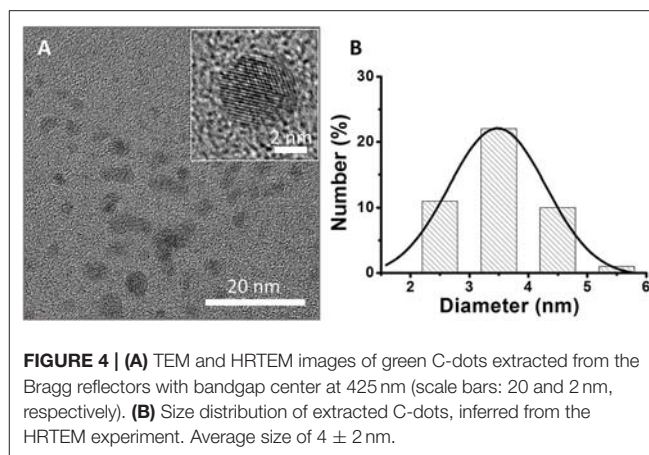 A
2 nm
20 nm
B
30
20
10
0
Number (%)
2 3 4 5 6
Diameter (nm)
FIGURE 4 | (A) TEM and HRTEM images of green C-dots extracted from the
Bragg reflectors with bandgap center at 425 nm (scale bars: 20 and 2 nm,
respectively). (B) Size distribution of extracted C-dots, inferred from the
HRTEM experiment. Average size of 4 ± 2 nm.